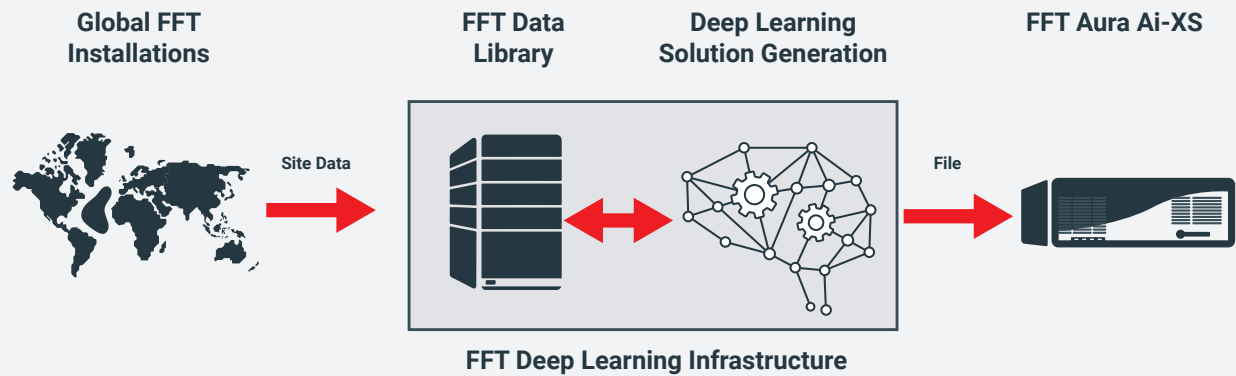 Global FFT
Installations
FFT Data
Library
Deep Learning
Solution Generation
FFT Aura Ai-XS
Site Data
File
FFT Deep Learning Infrastructure